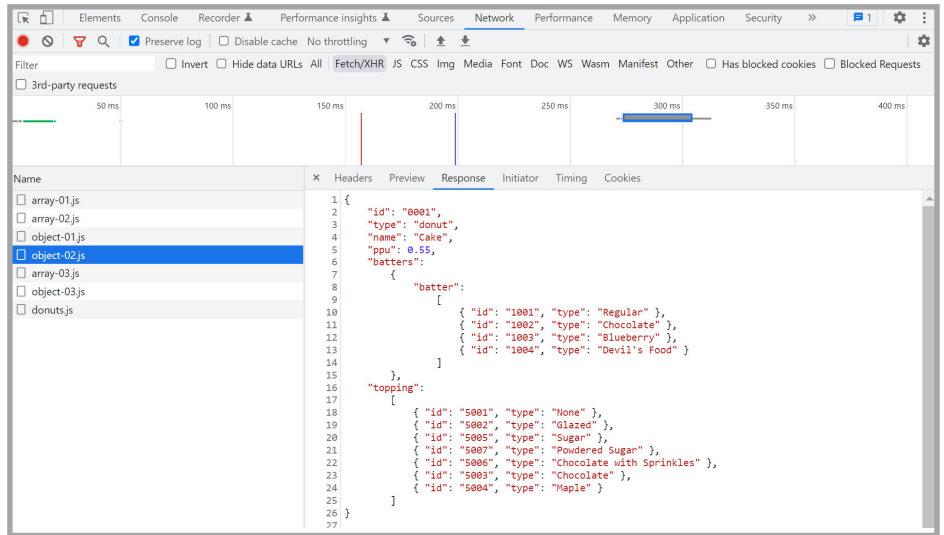 Elements Console Recorder Performance insights Sources Network Performance Memory Application Security » 1
Preserve log Disable cache No throttling
Filter Invert Hide data URLs All Fetch/XHR JS CSS Img Media Font Doc WS Wasm Manifest Other Has blocked cookies Blocked Requests
3rd-party requests
50 ms 100 ms 150 ms 200 ms 250 ms 300 ms 350 ms 400 ms
Name
array-01.js
array-02.js
object-01.js
object-02.js
array-03.js
object-03.js
donuts.js
× Headers Preview Response Initiator Timing Cookies
1 {
2 "id": "0001",
3 "type": "donut",
4 "name": "Cake",
5 "ppu": 0.55,
6 "batters":
7 {
8 "batter":
9 [
10 { "id": "1001", "type": "Regular" },
11 { "id": "1002", "type": "Chocolate" },
12 { "id": "1003", "type": "Blueberry" },
13 { "id": "1004", "type": "Devil's Food" }
14 ]
15 },
16 "topping":
17 [
18 { "id": "5001", "type": "None" },
19 { "id": "5002", "type": "Glazed" },
20 { "id": "5005", "type": "Sugar" },
21 { "id": "5007", "type": "Powdered Sugar" },
22 { "id": "5006", "type": "Chocolate with Sprinkles" },
23 { "id": "5003", "type": "Chocolate" },
24 { "id": "5004", "type": "Maple" }
25 ]
26 }
27